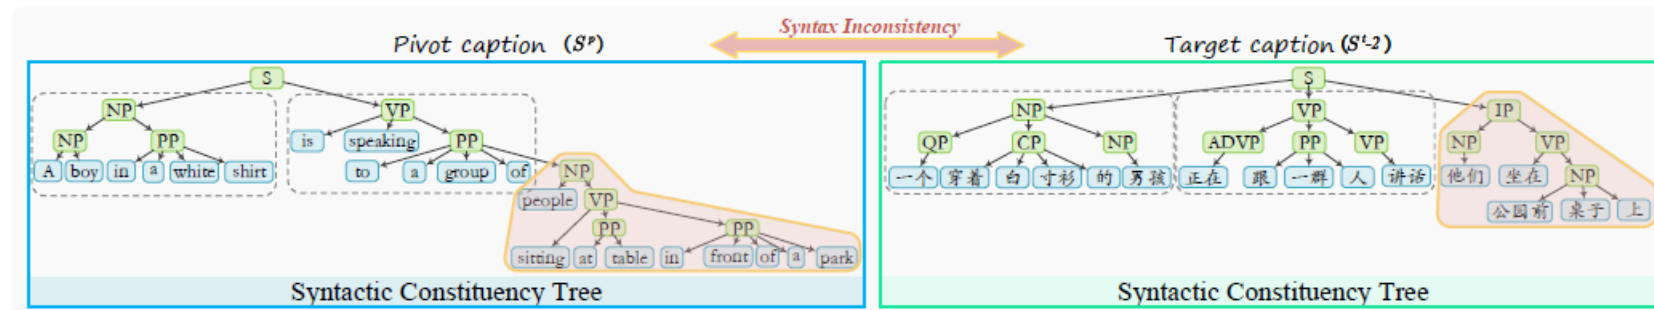 Syntax Inconsistency
Pivot caption (Sᵖ)
Target caption (Sᵗ-2)
S
NP VP
NP PP is speaking PP
A boy in a white shirt to a group of NP
people VP
PP PP
sitting at table in front of a park
Syntactic Constituency Tree
S
NP VP IP
QP CP NP ADVP PP VP NP VP
一个 穿着 白 寸衫 的 男孩 正在 跟 一群 人 讲话 他们 坐在 NP
公园前 桌子 上
Syntactic Constituency Tree